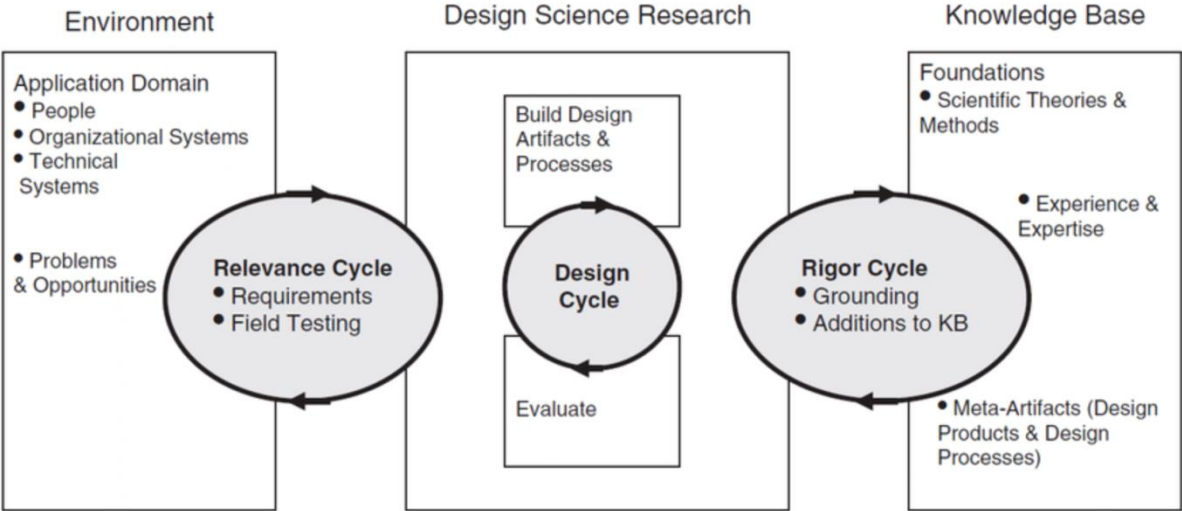 Environment
Design Science Research
Knowledge Base
Application Domain
• People
• Organizational Systems
• Technical
Systems
• Problems
& Opportunities
Relevance Cycle
• Requirements
• Field Testing
Build Design
Artifacts &
Processes
Design
Cycle
Evaluate
Rigor Cycle
• Grounding
• Additions to KB
Foundations
• Scientific Theories &
Methods
• Experience &
Expertise
• Meta-Artifacts (Design
Products & Design
Processes)